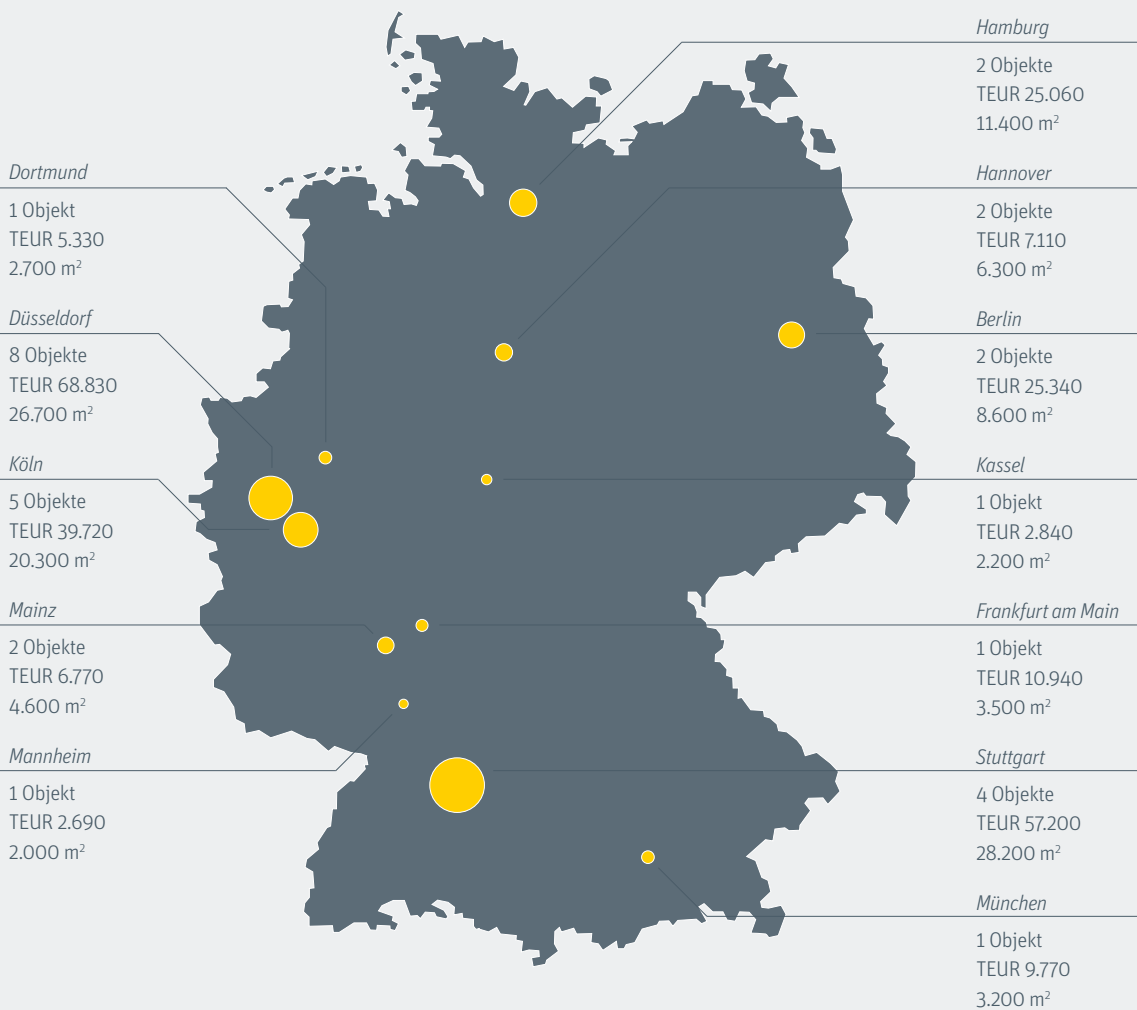 Dortmund
1 Objekt
TEUR 5.330
2.700 m²
Düsseldorf
8 Objekte
TEUR 68.830
26.700 m²
Köln
5 Objekte
TEUR 39.720
20.300 m²
Mainz
2 Objekte
TEUR 6.770
4.600 m²
Mannheim
1 Objekt
TEUR 2.690
2.000 m²
Hamburg
2 Objekte
TEUR 25.060
11.400 m²
Hannover
2 Objekte
TEUR 7.110
6.300 m²
Berlin
2 Objekte
TEUR 25.340
8.600 m²
Kassel
1 Objekt
TEUR 2.840
2.200 m²
Frankfurt am Main
1 Objekt
TEUR 10.940
3.500 m²
Stuttgart
4 Objekte
TEUR 57.200
28.200 m²
München
1 Objekt
TEUR 9.770
3.200 m²